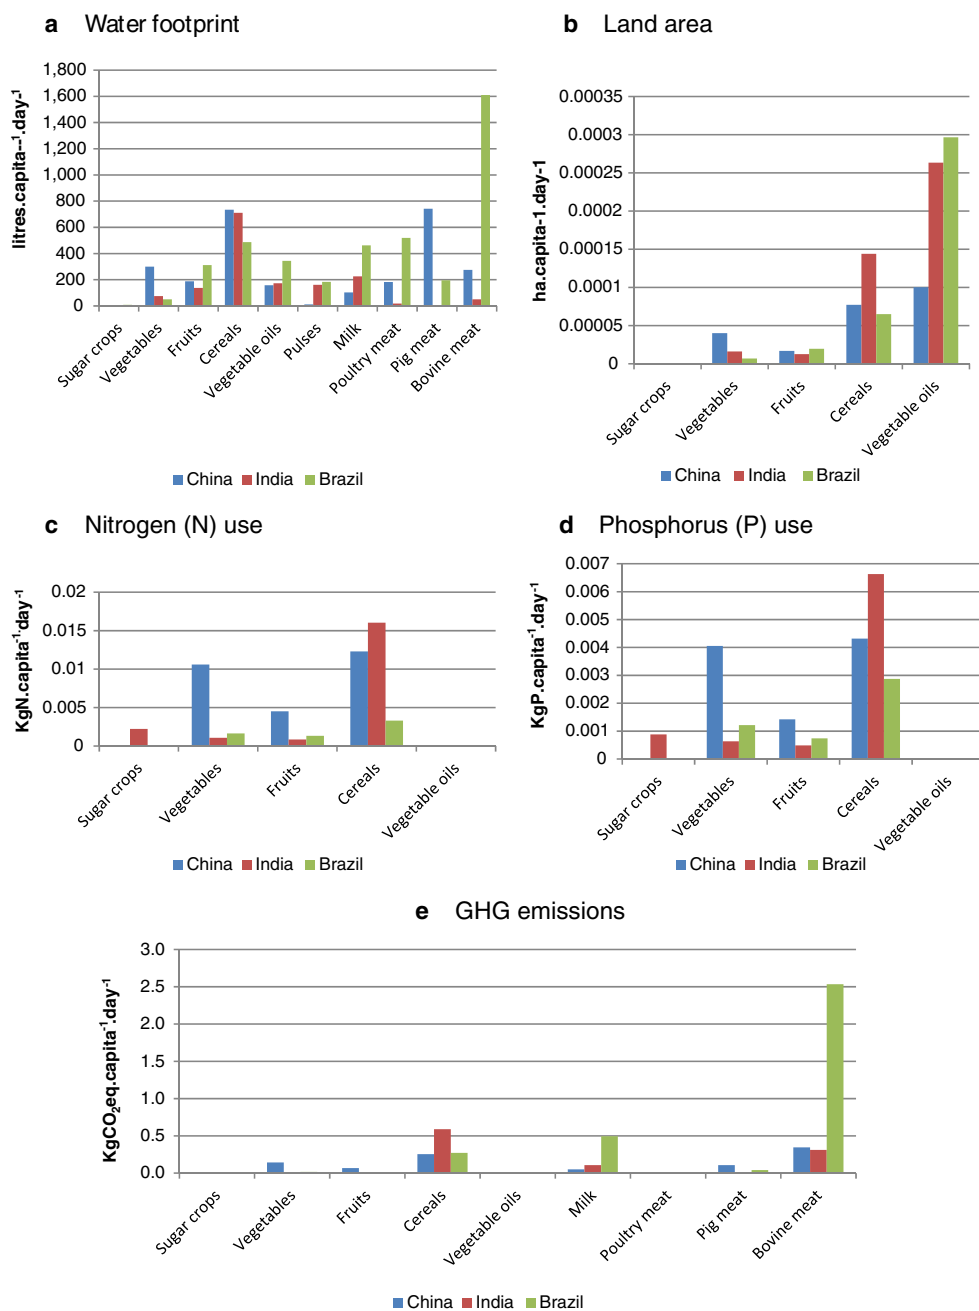 a Water footprint
litres.capita--1.day-1
1,800
1,600
1,400
1,200
1,000
800
600
400
200
0
Sugar crops
Vegetables
Fruits
Cereals
Vegetable oils
Pulses
Milk
Poultry meat
Pig meat
Bovine meat
China India Brazil
b Land area
ha.capita-1.day-1
0.00035
0.0003
0.00025
0.0002
0.00015
0.0001
0.00005
0
Sugar crops
Vegetables
Fruits
Cereals
Vegetable oils
China India Brazil
c Nitrogen (N) use
KgN.capita-1day-1
0.02
0.015
0.01
0.005
0
Sugar crops
Vegetables
Fruits
Cereals
Vegetable oils
China India Brazil
d Phosphorus (P) use
KgP.capita-1.day-1
0.007
0.006
0.005
0.004
0.003
0.002
0.001
0
Sugar crops
Vegetables
Fruits
Cereals
Vegetable oils
China India Brazil
e GHG emissions
KgCO2eq.capita-1.day-1
3.0
2.5
2.0
1.5
1.0
0.5
0.0
Sugar crops
Vegetables
Fruits
Cereals
Vegetable oils
Milk
Poultry meat
Pig meat
Bovine meat
China India Brazil